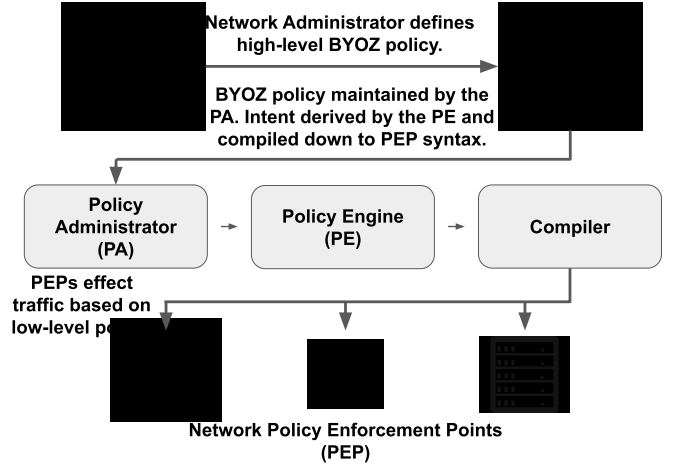 Network Administrator defines
high-level BYOZ policy.
BYOZ policy maintained by the
PA. Intent derived by the PE and
compiled down to PEP syntax.
Policy
Administrator
(PA)
Policy Engine
(PE)
Compiler
PEPs effect
traffic based on
low-level
Network Policy Enforcement Points
(PEP)